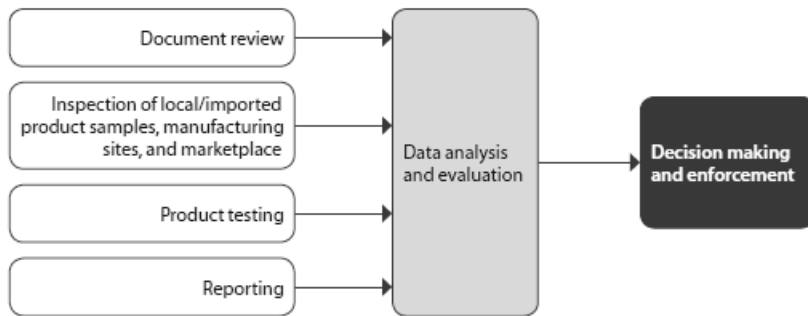 Document review
Inspection of local/imported
product samples, manufacturing
sites, and marketplace
Product testing
Reporting
Data analysis
and evaluation
Decision making
and enforcement